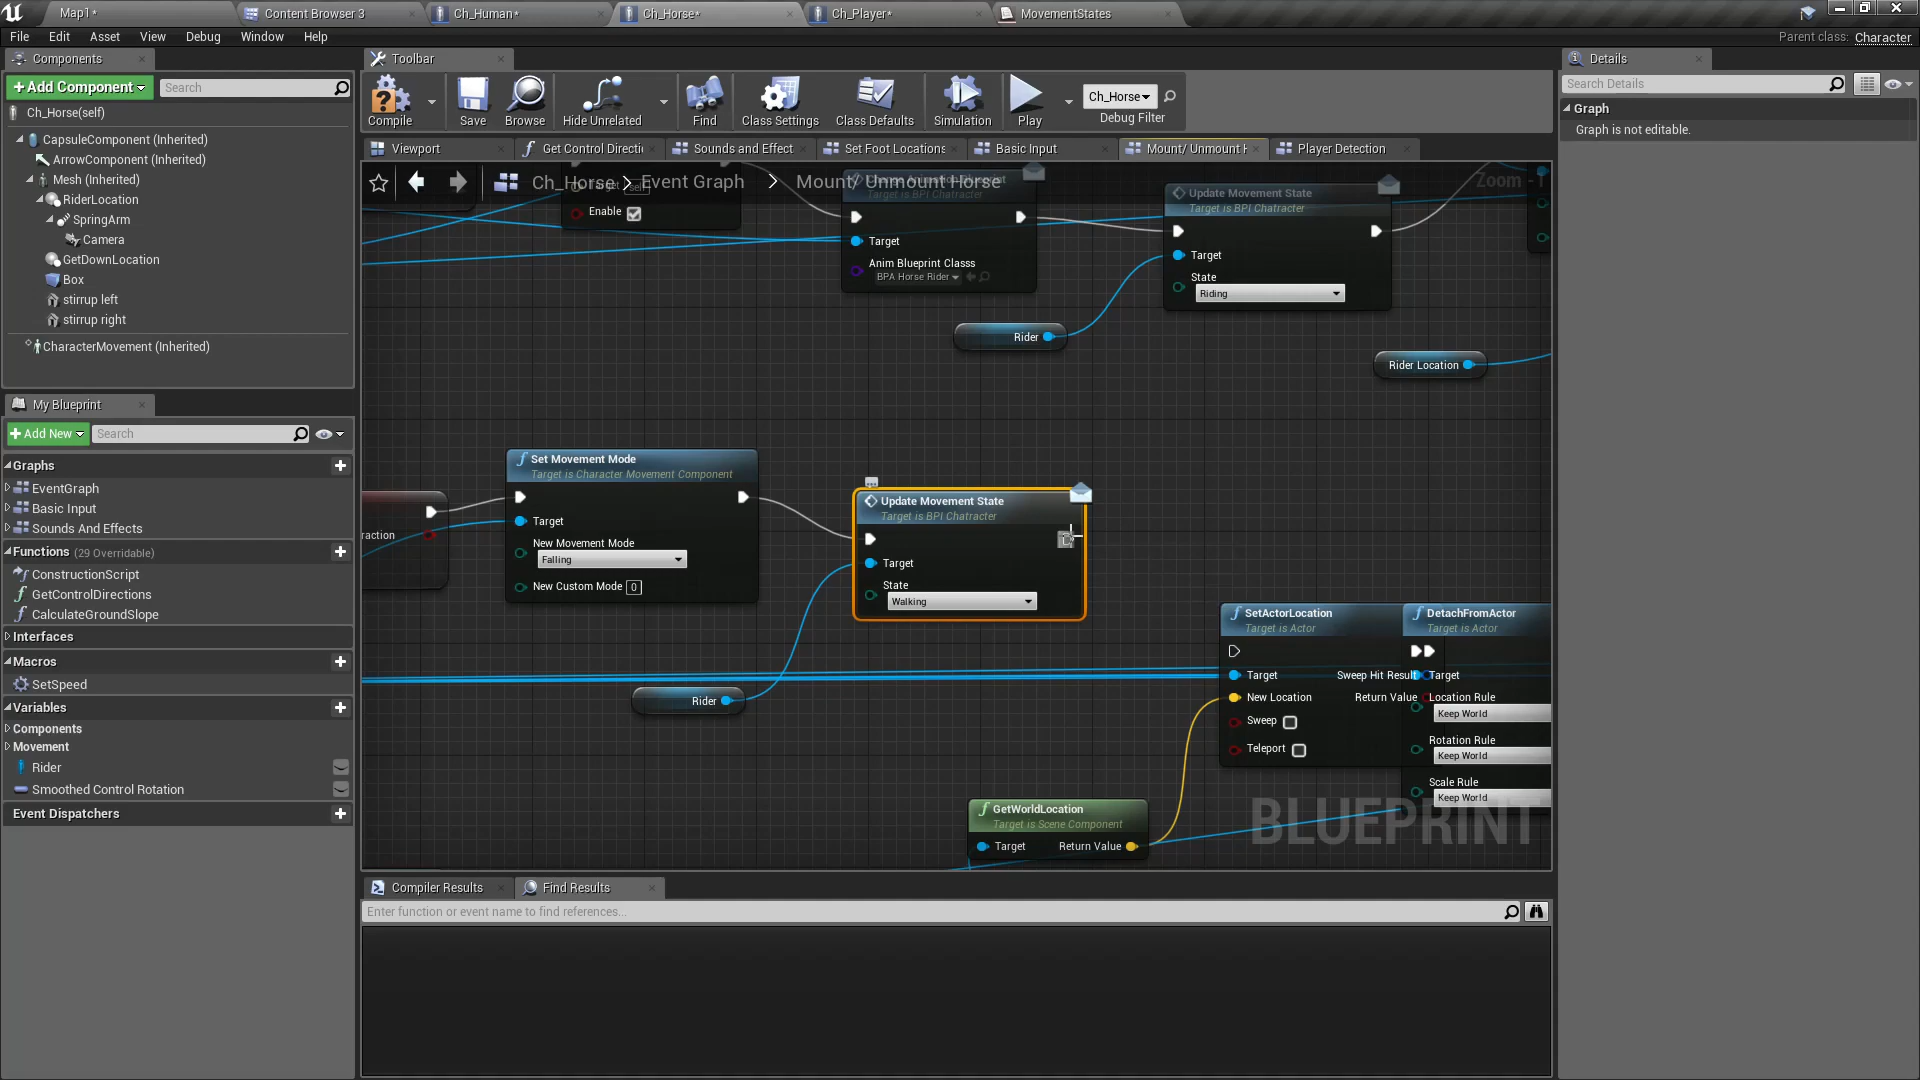 Map1*
Content Browser 3
Ch_Human*
Ch_Horse*
Ch_Player*
MovementStates
File
Edit
Asset
View
Debug
Window
Help
Parent class: Character
Components
Toolbar
Details
+Add Component
Search
Compile
Save
Browse
Hide Unrelated
Find
Class Settings
Class Defaults
Simulation
Play
Ch_Horse
Debug Filter
Search Details
Graph
Graph is not editable.
Ch_Horse(self)
CapsuleComponent (Inherited)
ArrowComponent (Inherited)
Mesh (Inherited)
RiderLocation
SpringArm
Camera
GetDownLocation
Box
stirrup left
stirrup right
CharacterMovement (Inherited)
Viewport
Get Control Directi
Sounds and Effect
Set Foot Locations
Basic Input
Mount/ Unmount H
Player Detection
Ch_Horse > Event Graph > Mount/ Unmount Horse
Zoom -1
Target is BPI Chatracter
Update Movement State
Target is BPI Chatracter
Enable
Target
Anim Blueprint Classs
BPA Horse Rider
Target
State
Riding
Rider
Rider Location
My Blueprint
+Add New
Search
Graphs
EventGraph
Basic Input
Sounds And Effects
Functions (29 Overridable)
ConstructionScript
GetControlDirections
CalculateGroundSlope
Interfaces
Macros
SetSpeed
Variables
Components
Movement
Rider
Smoothed Control Rotation
Event Dispatchers
raction
Set Movement Mode
Target is Character Movement Component
Target
New Movement Mode
Falling
New Custom Mode 0
Update Movement State
Target is BPI Chatracter
Target
State
Walking
Rider
SetActorLocation
Target is Actor
Target
Sweep Hit Result
New Location
Return Value
Sweep
Teleport
DetachFromActor
Target is Actor
Target
Location Rule
Keep World
Rotation Rule
Keep World
Scale Rule
Keep World
GetWorldLocation
Target is Scene Component
Target
Return Value
BLUEPRINT
Compiler Results
Find Results
Enter function or event name to find references...